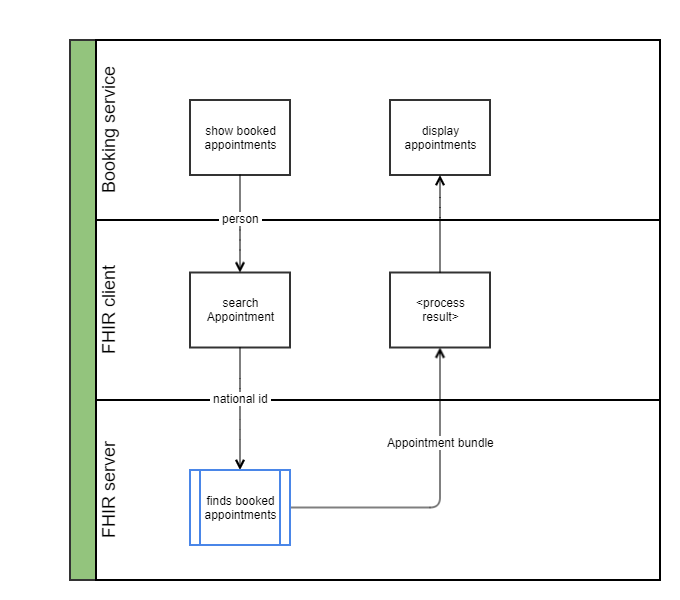 Booking service
show booked
appointments
display
appointments
person
FHIR client
search
Appointment
<process
result>
national id
Appointment bundle
FHIR server
finds booked
appointments